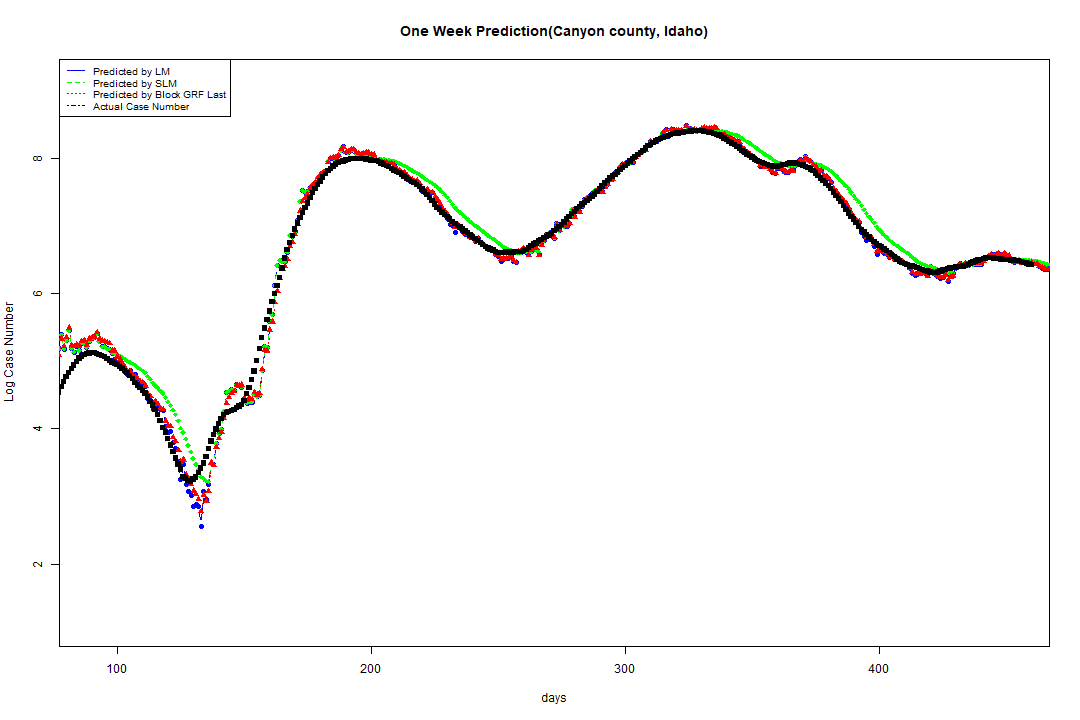 One Week Prediction(Canyon county, Idaho)
Predicted by LM
Predicted by SLM
Predicted by Block GRF Last
Actual Case Number
8
6
4
2
Log Case Number
100 200 300 400
days